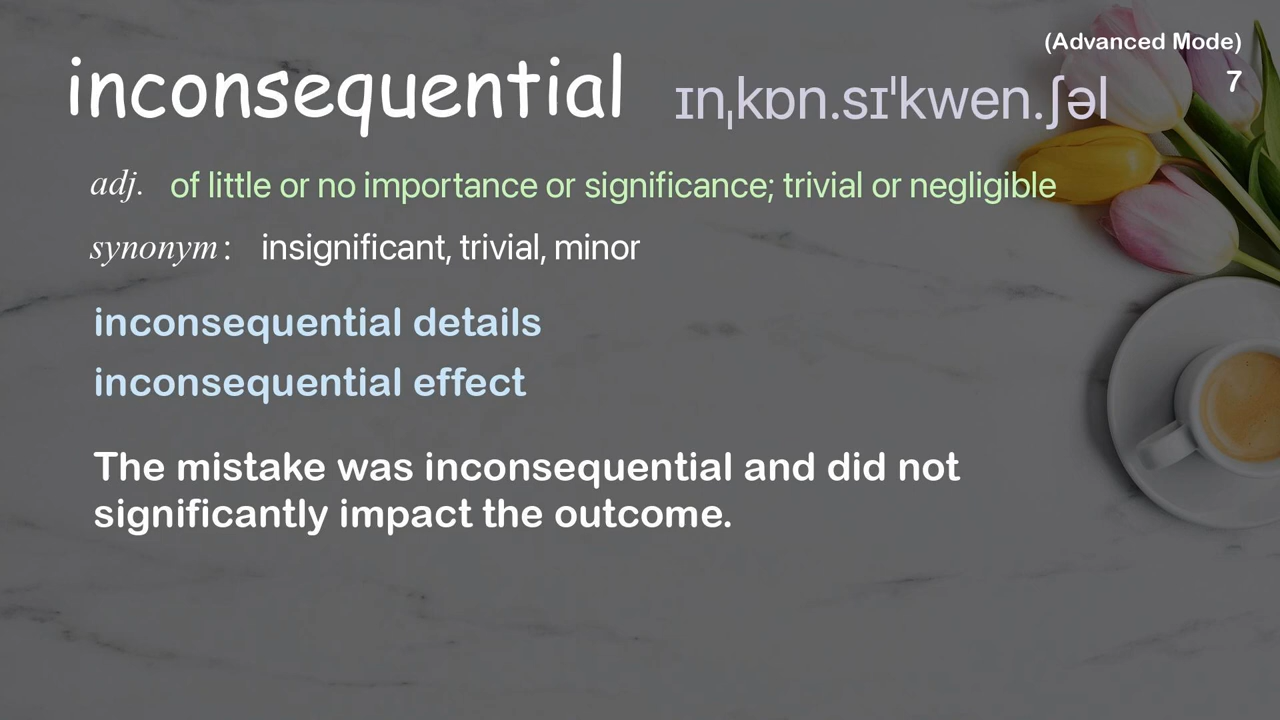 (Advanced Mode)
inconsequential ɪnˌkɒn.sɪˈkwen.ʃəl 7
adj. of little or no importance or significance; trivial or negligible
synonym: insignificant, trivial, minor
inconsequential details
inconsequential effect
The mistake was inconsequential and did not
significantly impact the outcome.